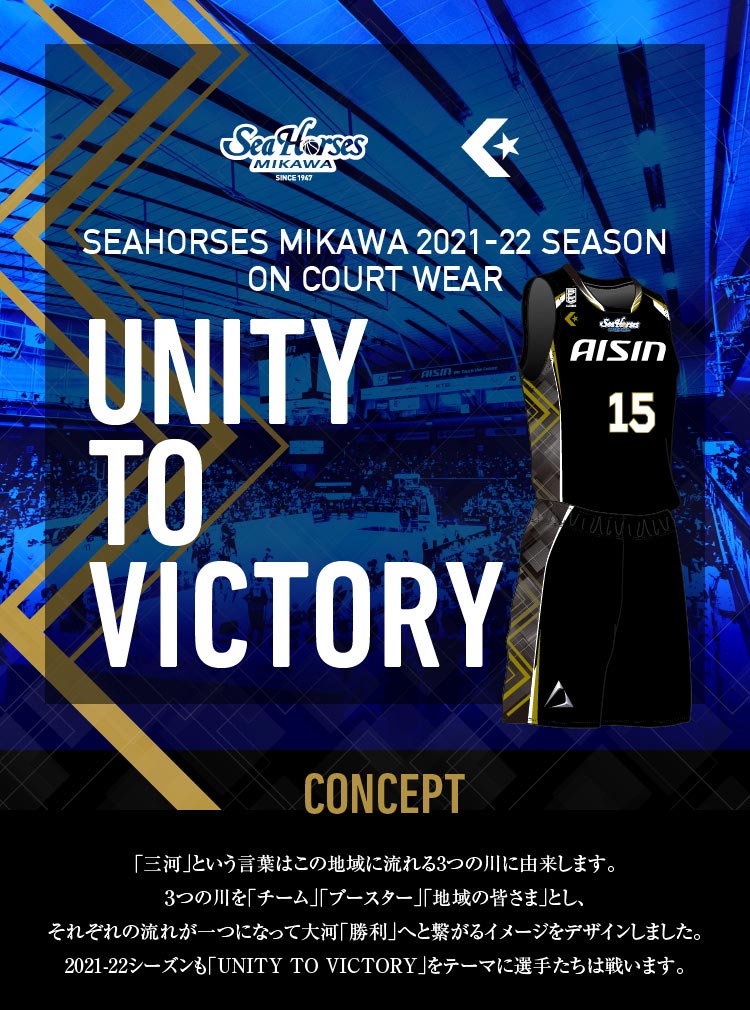 SeaHorses
MIKAWA
SINCE 1947
SEAHORSES MIKAWA 2021-22 SEASON
ON COURT WEAR
UNITY
TO
VICTORY
AISIN
SeaHorses
AISIN
15
CONCEPT
「三河」という言葉はこの地域に流れる3つの川に由来します。
3つの川を「チーム」「ブースター」「地域の皆さま」とし、
それぞれの流れが一つになって大河「勝利」へと繋がるイメージをデザインしました。
2021-22シーズンも「UNITY TO VICTORY」をテーマに選手たちは戦います。